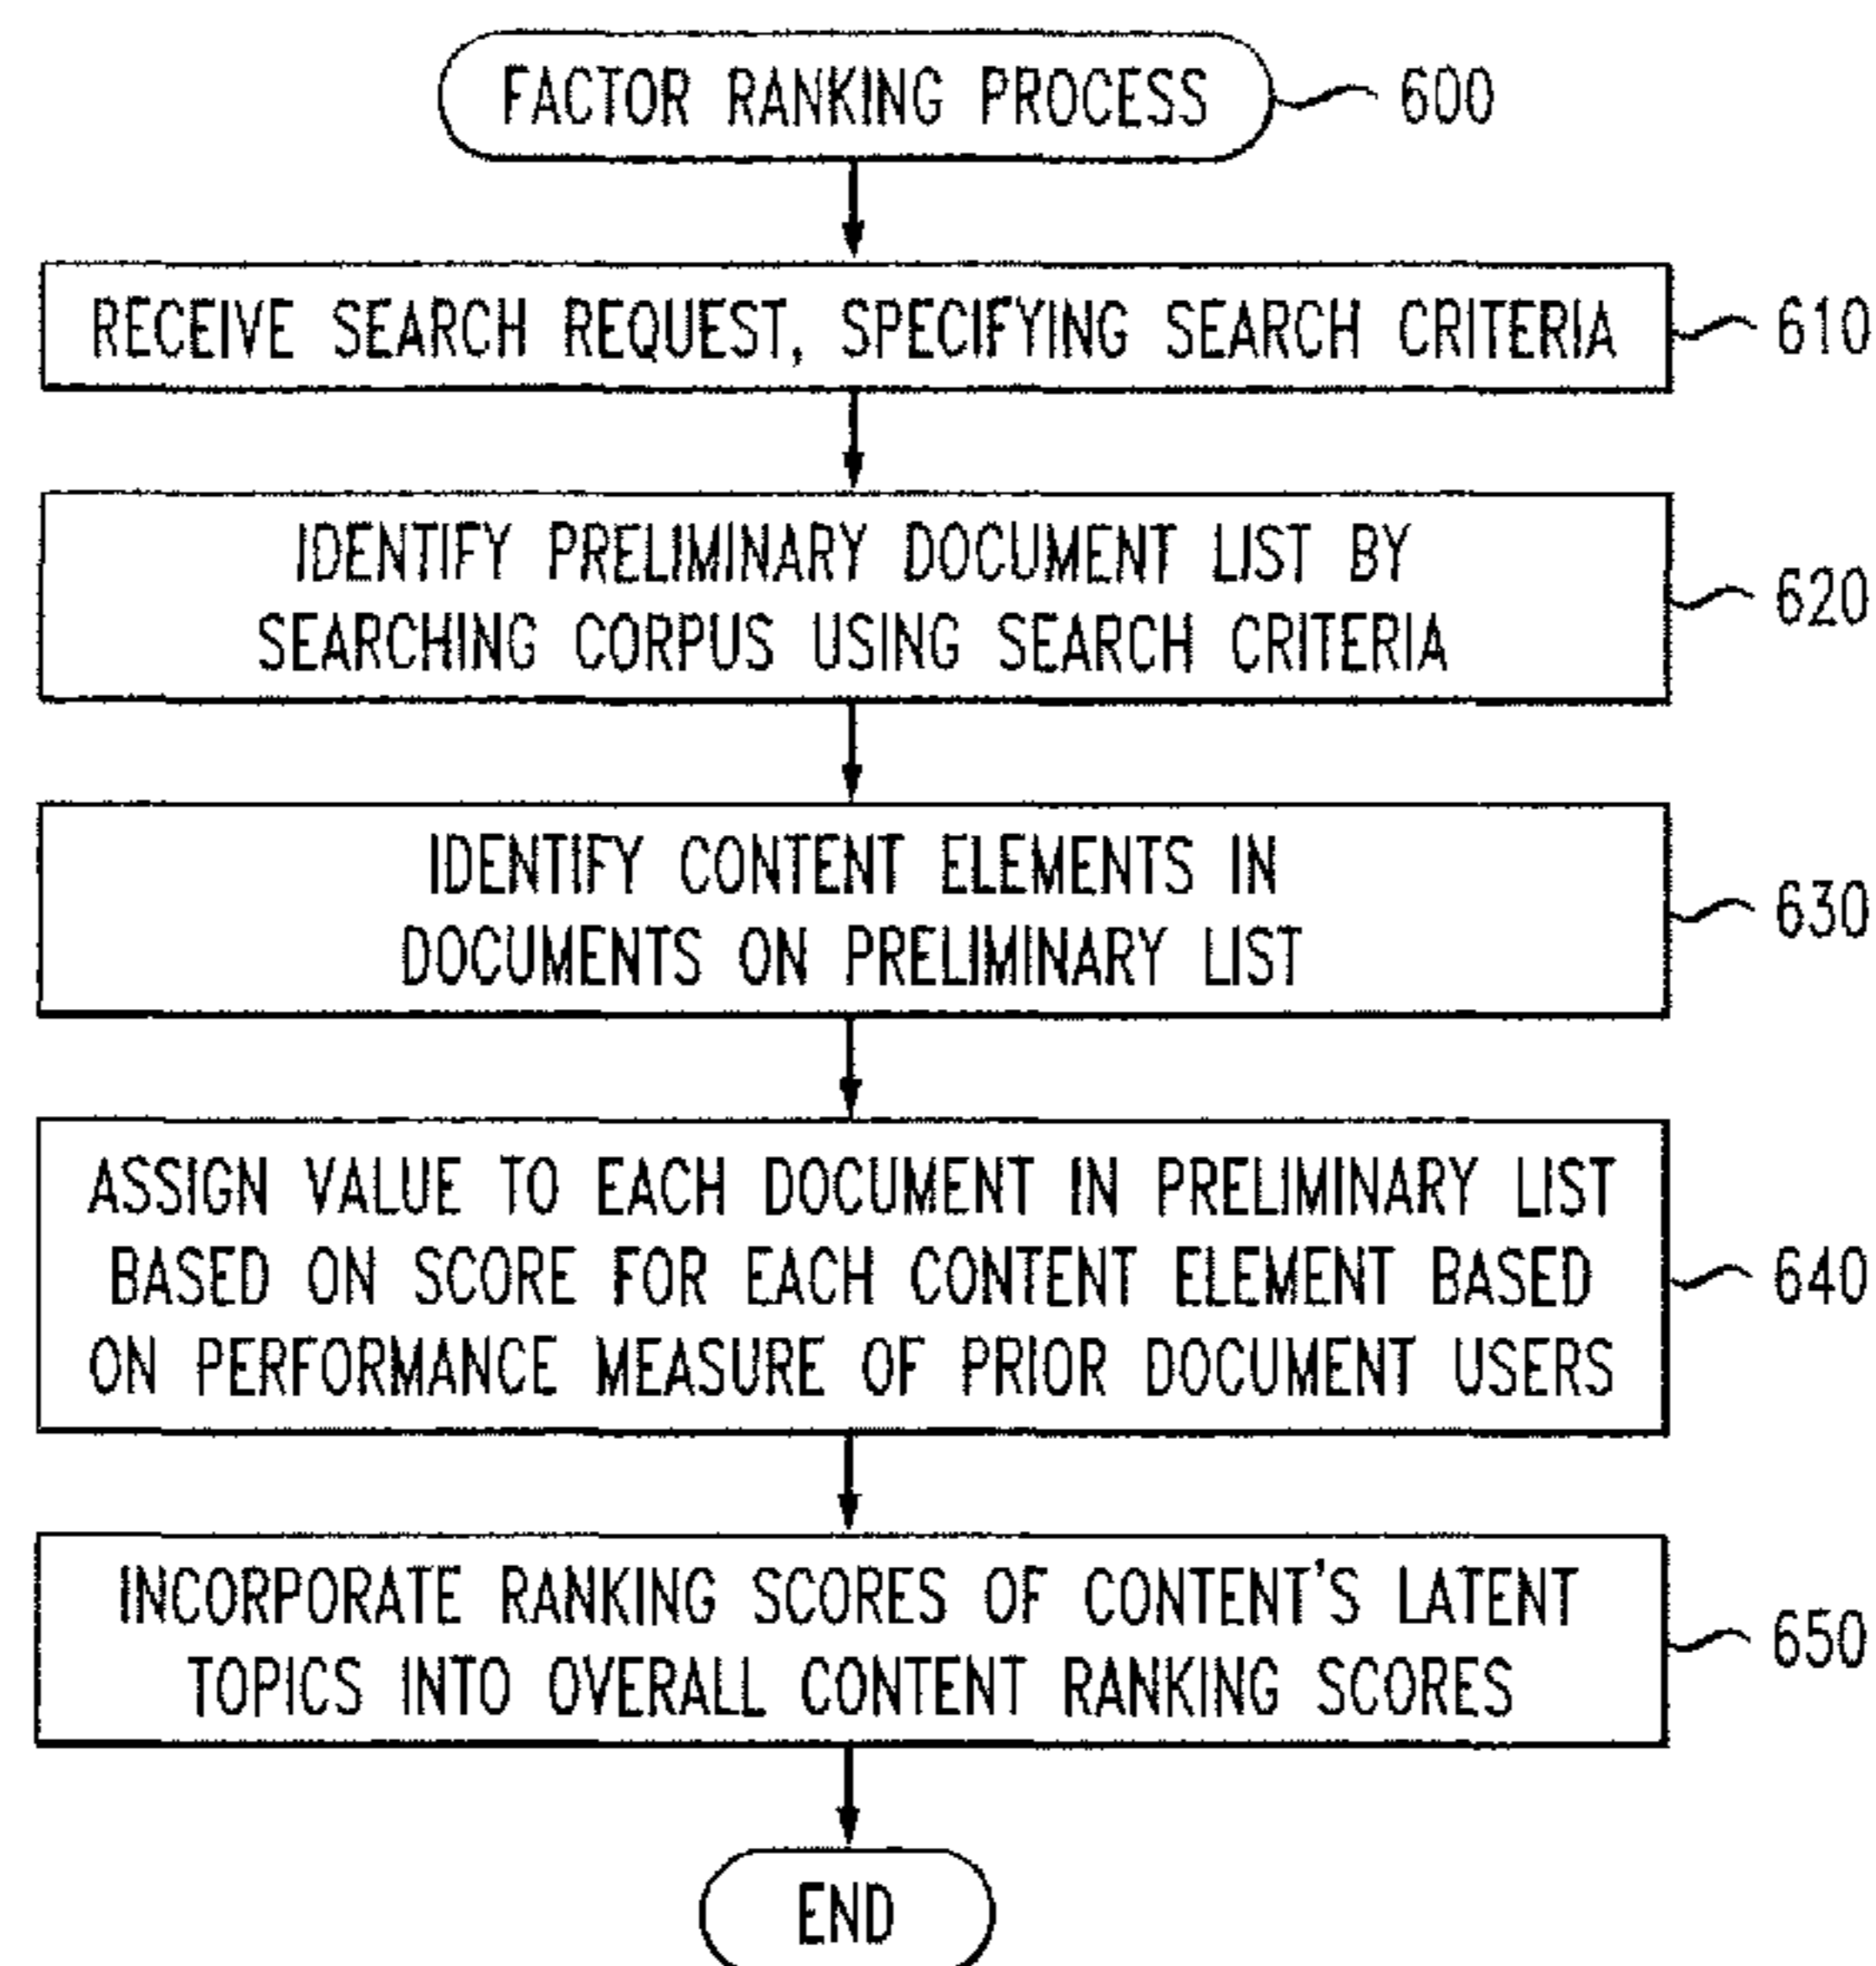 FACTOR RANKING PROCESS 600
RECEIVE SEARCH REQUEST, SPECIFYING SEARCH CRITERIA 610
IDENTIFY PRELIMINARY DOCUMENT LIST BY
SEARCHING CORPUS USING SEARCH CRITERIA
620
IDENTIFY CONTENT ELEMENTS IN
DOCUMENTS ON PRELIMINARY LIST
630
ASSIGN VALUE TO EACH DOCUMENT IN PRELIMINARY LIST
BASED ON SCORE FOR EACH CONTENT ELEMENT BASED
ON PERFORMANCE MEASURE OF PRIOR DOCUMENT USERS
640
INCORPORATE RANKING SCORES OF CONTENT'S LATENT
TOPICS INTO OVERALL CONTENT RANKING SCORES
650
END